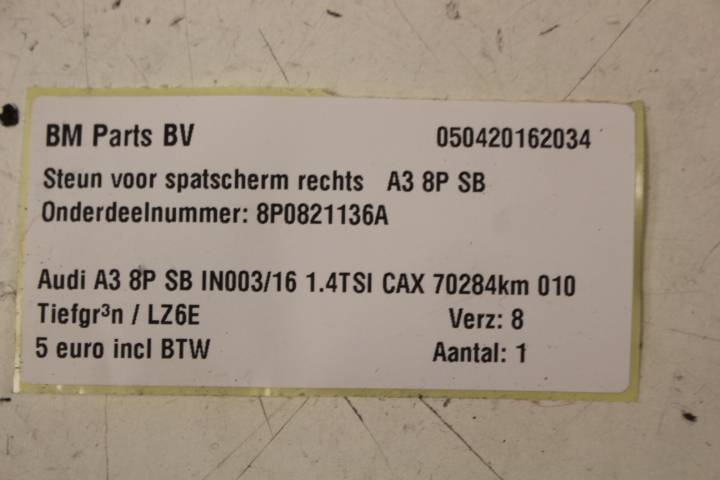 BM Parts BV 050420162034
Steun voor spatscherm rechts A3 8P SB
Onderdeelnummer: 8P0821136A
Audi A3 8P SB IN003/16 1.4TSI CAX 70284km 010
Tiefgr³n / LZ6E Verz: 8
5 euro incl BTW Aantal: 1